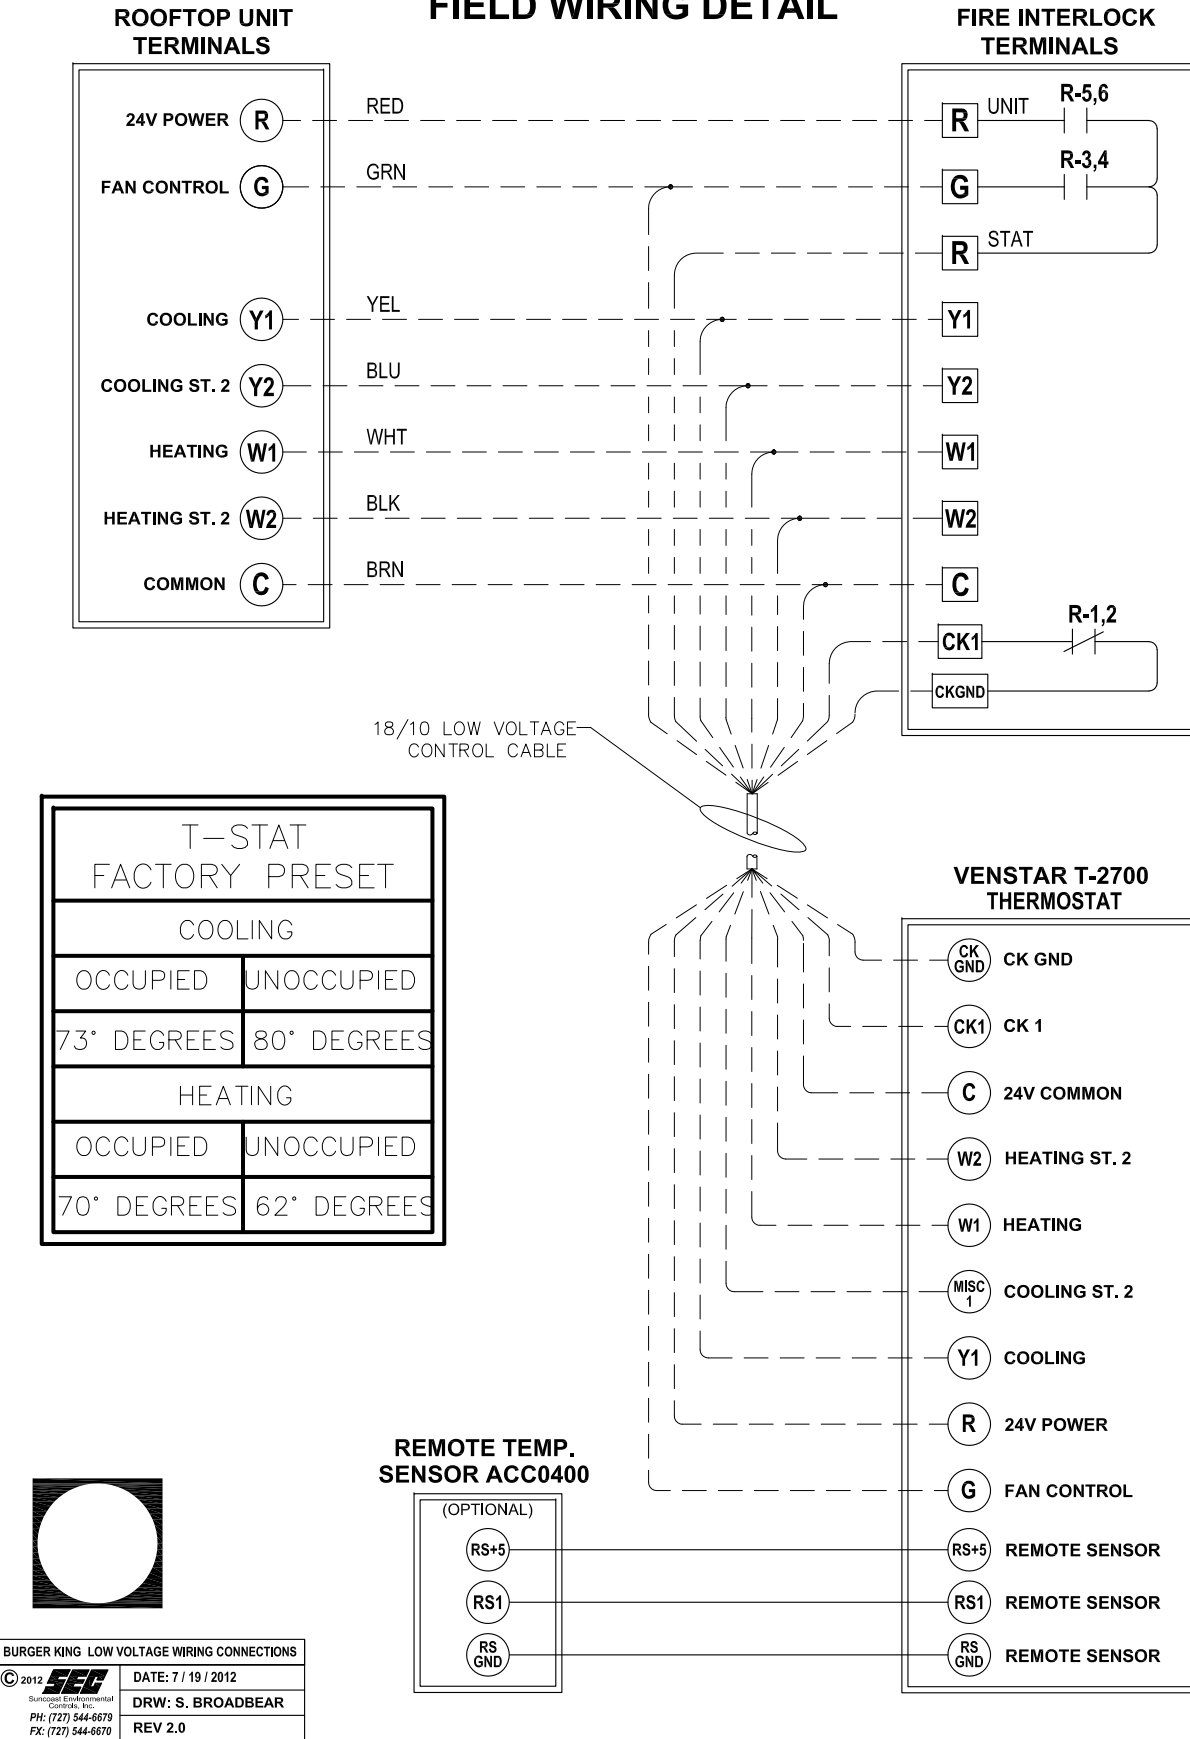 FIELD WIRING DETAIL
ROOFTOP UNIT
TERMINALS
24V POWER R
FAN CONTROL G
COOLING Y1
COOLING ST. 2 Y2
HEATING W1
HEATING ST. 2 W2
COMMON C
RED
GRN
YEL
BLU
WHT
BLK
BRN
FIRE INTERLOCK
TERMINALS
R UNIT R-5,6
G R-3,4
R STAT
Y1
Y2
W1
W2
C
CK1 R-1,2
CKGND
18/10 LOW VOLTAGE
CONTROL CABLE
T-STAT
FACTORY PRESET
COOLING
OCCUPIED UNOCCUPIED
73° DEGREES 80° DEGREES
HEATING
OCCUPIED UNOCCUPIED
70° DEGREES 62° DEGREES
VENSTAR T-2700
THERMOSTAT
CK
GND CK GND
CK1 CK 1
C 24V COMMON
W2 HEATING ST. 2
W1 HEATING
MISC
1 COOLING ST. 2
Y1 COOLING
R 24V POWER
G FAN CONTROL
RS+5 REMOTE SENSOR
RS1 REMOTE SENSOR
RS
GND REMOTE SENSOR
REMOTE TEMP.
SENSOR ACC0400
(OPTIONAL)
RS+5
RS1
RS
GND
BURGER KING LOW VOLTAGE WIRING CONNECTIONS
© 2012 SEC
Suncoast Environmental
Controls, Inc.
PH: (727) 544-6679
FX: (727) 544-6670
DATE: 7 / 19 / 2012
DRW: S. BROADBEAR
REV 2.0